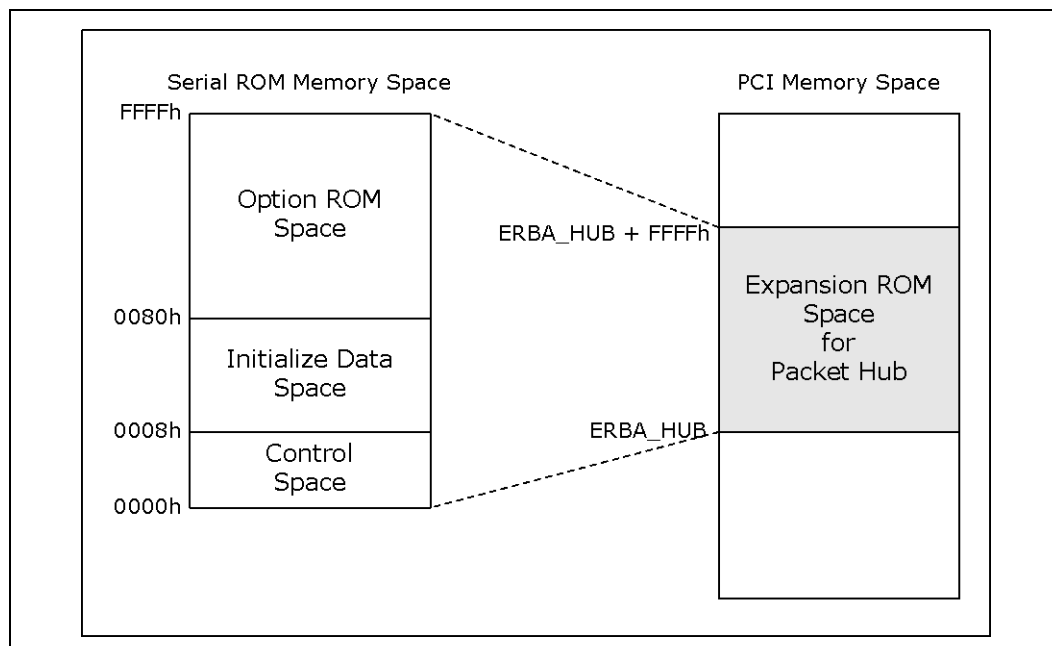 Serial ROM Memory Space
PCI Memory Space
FFFFh
Option ROM
Space
ERBA_HUB + FFFFh
Expansion ROM
Space
for
Packet Hub
0080h
Initialize Data
Space
0008h
ERBA_HUB
Control
Space
0000h